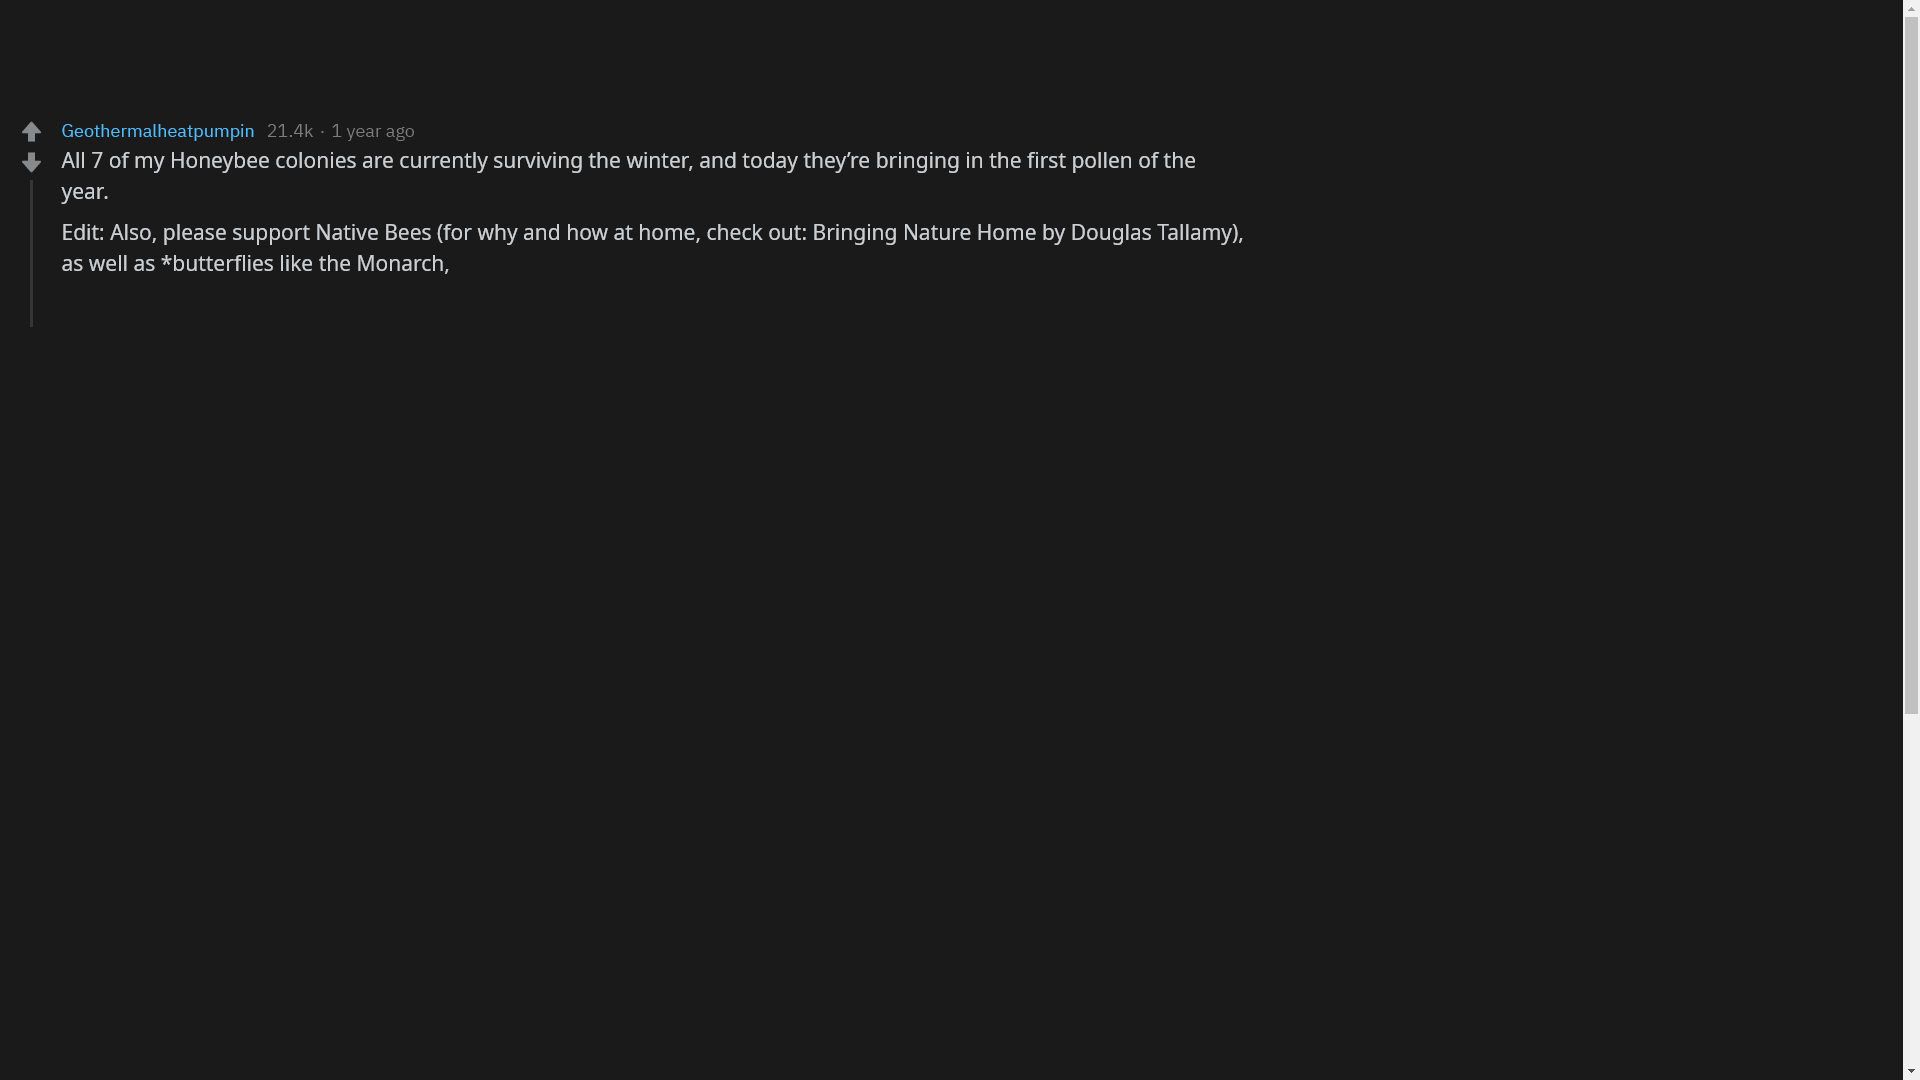 Geothermalheatpumpin 21.4k · 1 year ago
All 7 of my Honeybee colonies are currently surviving the winter, and today they’re bringing in the first pollen of the
year.
Edit: Also, please support Native Bees (for why and how at home, check out: Bringing Nature Home by Douglas Tallamy),
as well as *butterflies like the Monarch,